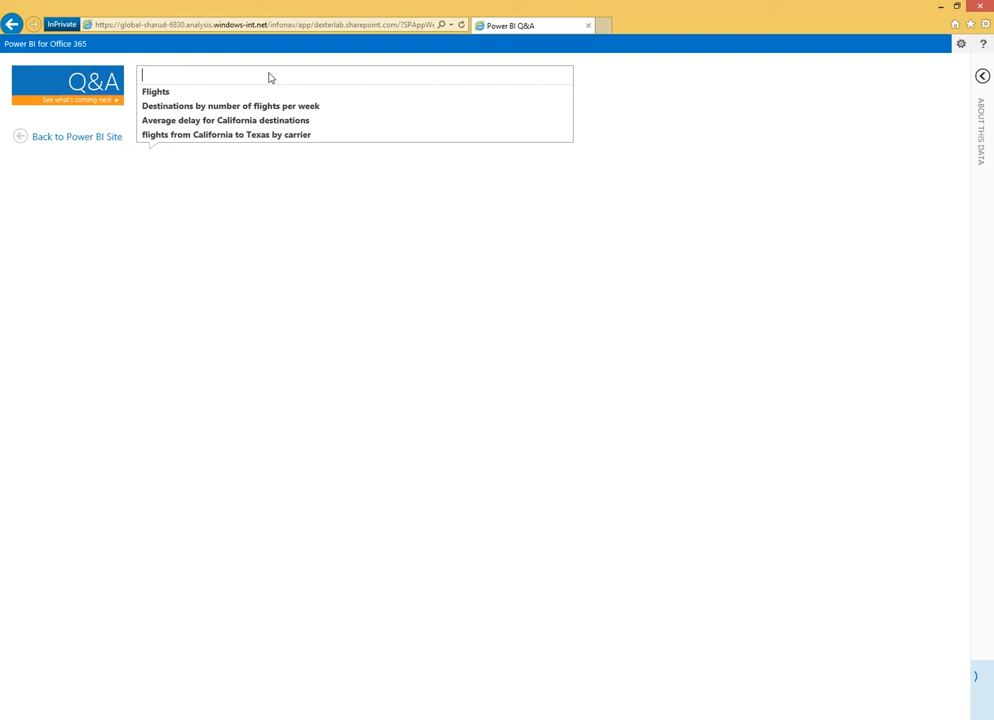 InPrivate https://global-sharud-6830.analysis.windows-int.net/infonav/app/dexterlab.sharepoint.com/?SPAppWe Power BI Q&A
Power BI for Office 365 ?
Q&A
See what's coming next
Back to Power BI Site
Flights
Destinations by number of flights per week
Average delay for California destinations
flights from California to Texas by carrier
ABOUT THIS DATA
)